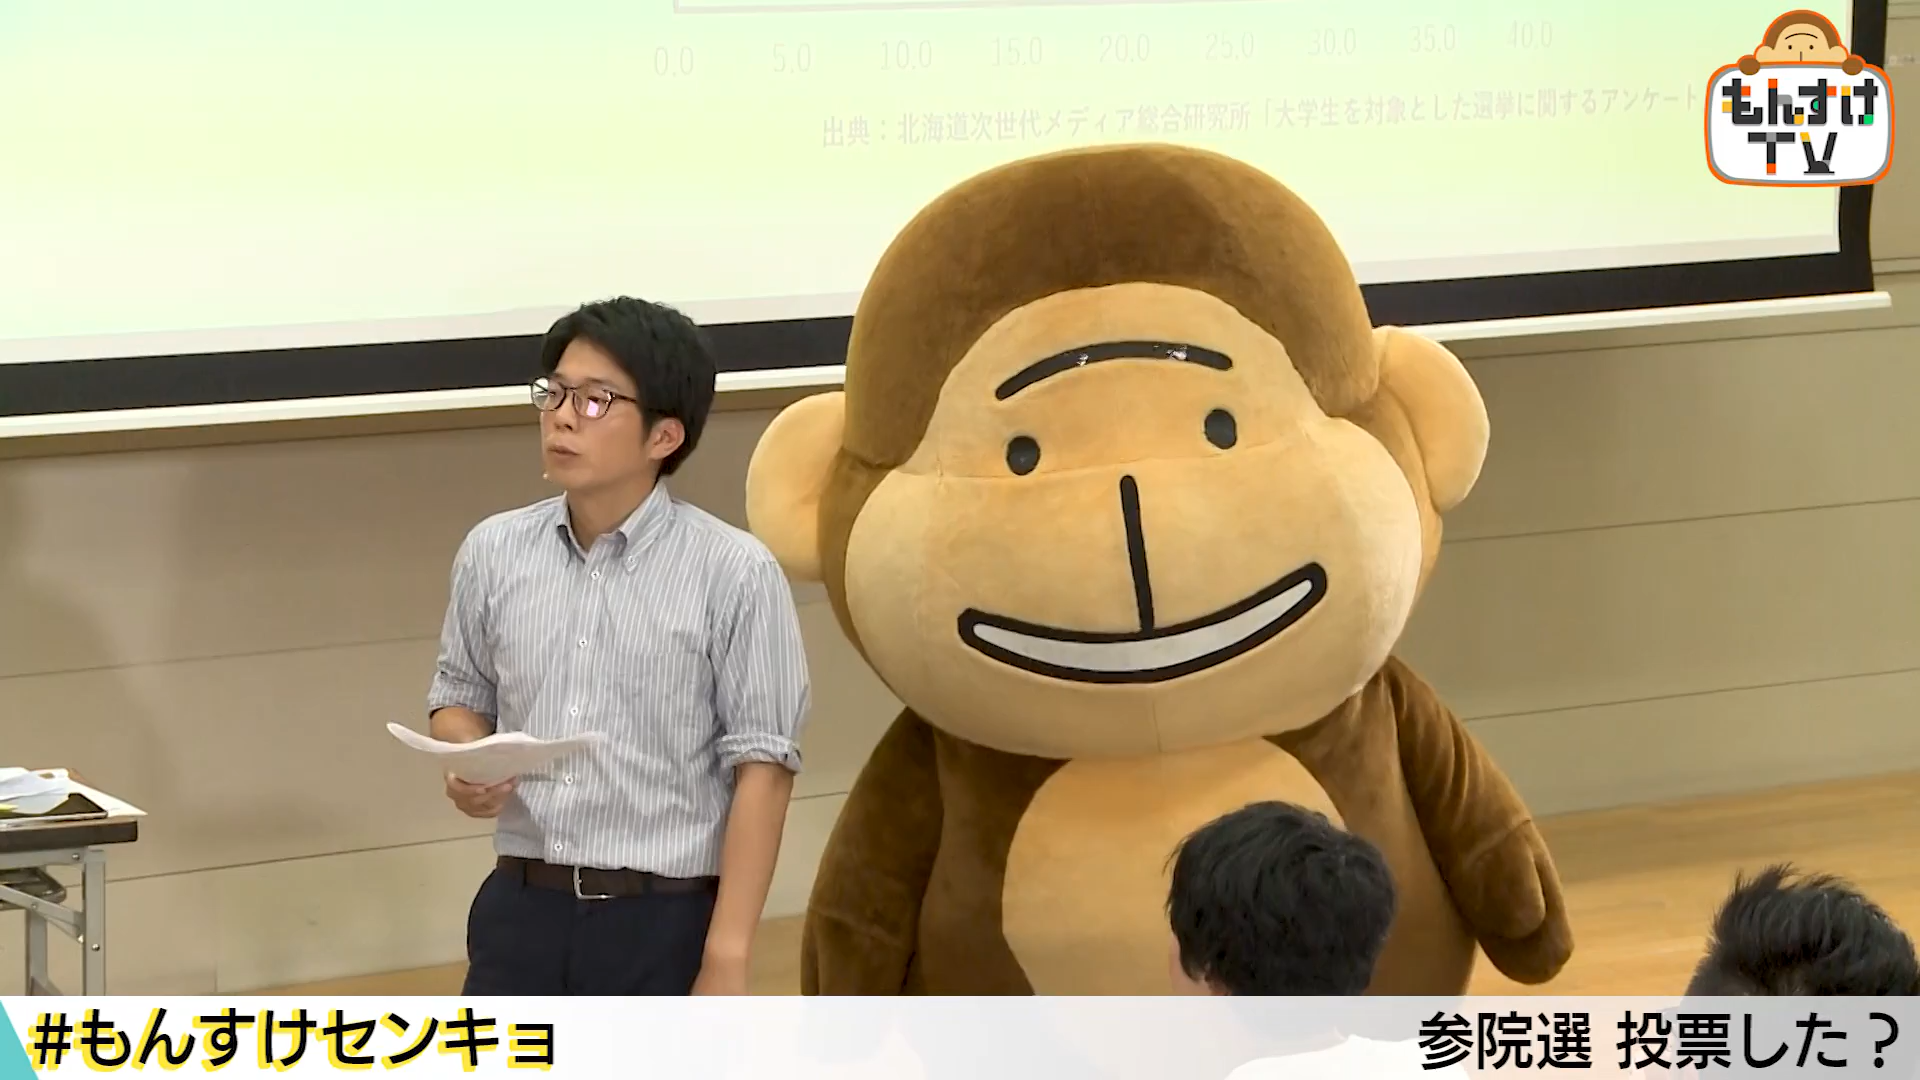 0.0 5.0 10.0 15.0 20.0 25.0 30.0 35.0 40.0
出典：北海道次世代メディア総合研究所「大学生を対象とした選挙に関するアンケート
もんすけ
TV
#もんすけセンキョ
参院選 投票した？